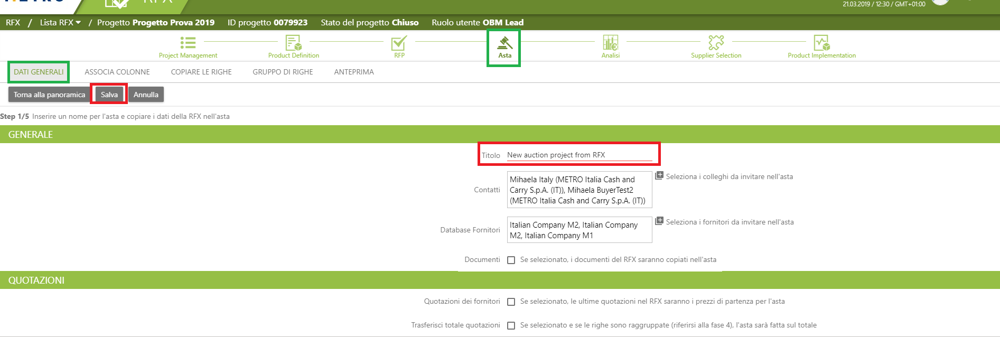 METRO
RFX
21.03.2019 / 12:30 / GMT+01:00
RFX / Lista RFX / Progetto Progetto Prova 2019 ID progetto 0079923 Stato del progetto Chiuso Ruolo utente OBM Lead
Project Management
Product Definition
RFP
Asta
Analisi
Supplier Selection
Product Implementation
DATI GENERALI ASSOCIA COLONNE COPIARE LE RIGHE GRUPPO DI RIGHE ANTEPRIMA
Torna alla panoramica Salva Annulla
Step 1/5 Inserire un nome per l'asta e copiare i dati della RFX nell'asta
GENERALE
Titolo New auction project from RFX
Contatti
Mihaela Italy (METRO Italia Cash and
Carry S.p.A. (IT)), Mihaela BuyerTest2
(METRO Italia Cash and Carry S.p.A. (IT))
Seleziona i colleghi da invitare nell'asta
Database Fornitori
Italian Company M2, Italian Company
M2, Italian Company M1
Seleziona i fornitori da invitare nell'asta
Documenti Se selezionato, i documenti del RFX saranno copiati nell'asta
QUOTAZIONI
Quotazioni dei fornitori Se selezionato, le ultime quotazioni nel RFX saranno i prezzi di partenza per l'asta
Trasferisci totale quotazioni Se selezionato e se le righe sono raggruppate (riferirsi alla fase 4), l'asta sarà fatta sul totale